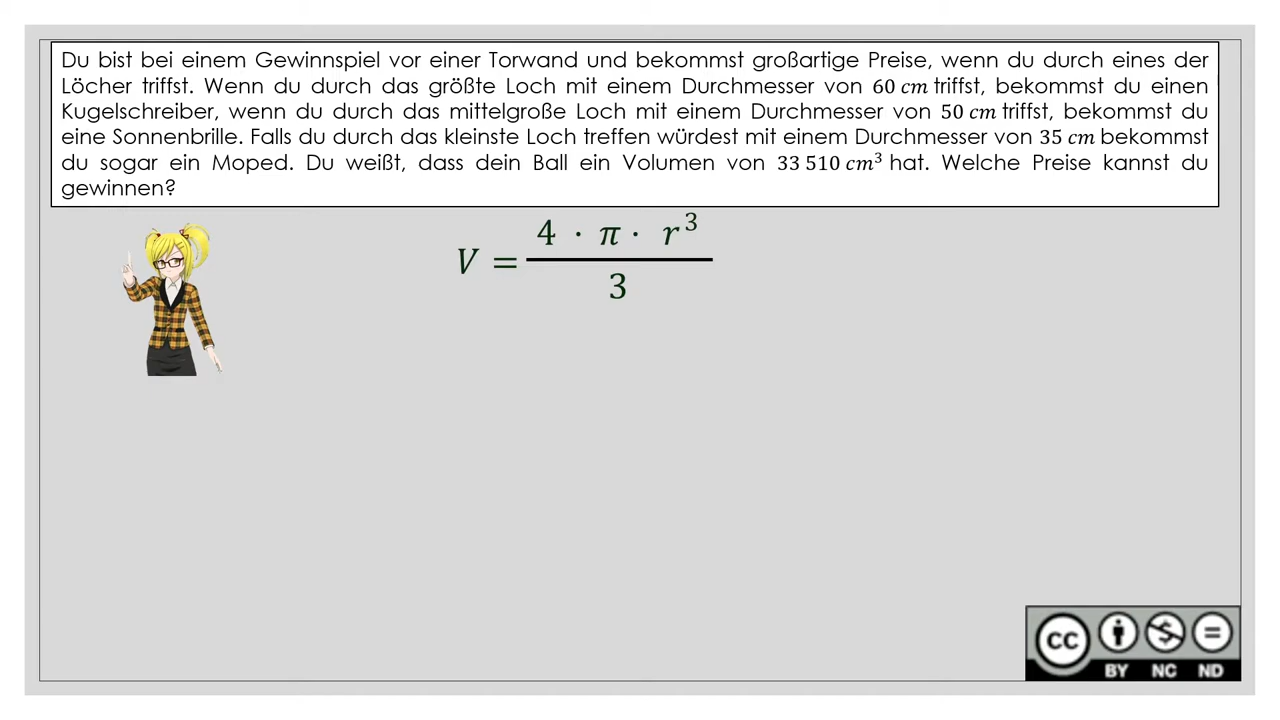 Du bist bei einem Gewinnspiel vor einer Torwand und bekommst großartige Preise, wenn du durch eines der
Löcher triffst. Wenn du durch das größte Loch mit einem Durchmesser von 60 cm triffst, bekommst du einen
Kugelschreiber, wenn du durch das mittelgroße Loch mit einem Durchmesser von 50 cm triffst, bekommst du
eine Sonnenbrille. Falls du durch das kleinste Loch treffen würdest mit einem Durchmesser von 35 cm bekommst
du sogar ein Moped. Du weißt, dass dein Ball ein Volumen von 33 510 cm³ hat. Welche Preise kannst du
gewinnen?
4 · π · r³
V =
3
cc
BY NC ND